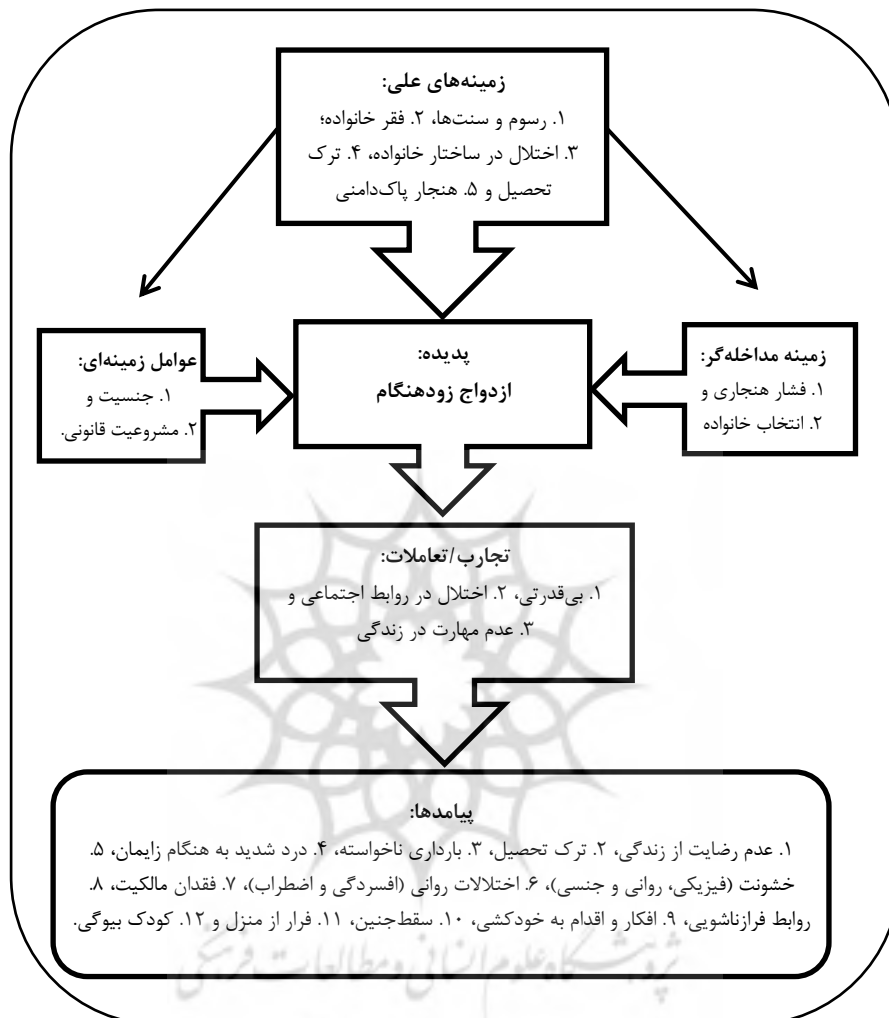 زمینه‌های علی:
۱. رسوم و سنت‌ها، ۲. فقر خانواده؛
۳. اختلال در ساختار خانواده، ۴. ترک
تحصیل و ۵. هنجار پاک‌دامنی
زمینه مداخله‌گر:
۱. فشار هنجاری و
۲. انتخاب خانواده
پدیده:
ازدواج زودهنگام
عوامل زمینه‌ای:
۱. جنسیت و
۲. مشروعیت قانونی.
تجارب/تعاملات:
۱. بی‌قدرتی، ۲. اختلال در روابط اجتماعی و
۳. عدم مهارت در زندگی
پیامدها:
۱. عدم رضایت از زندگی، ۲. ترک تحصیل، ۳. بارداری ناخواسته، ۴. درد شدید به هنگام زایمان، ۵.
خشونت (فیزیکی، روانی و جنسی)، ۶. اختلالات روانی (افسردگی و اضطراب)، ۷. فقدان مالکیت، ۸.
روابط فرازناشویی، ۹. افکار و اقدام به خودکشی، ۱۰. سقط‌جنین، ۱۱. فرار از منزل و ۱۲. کودک بیوگی.
پژوهشگاه علوم انسانی و مطالعات فرهنگی